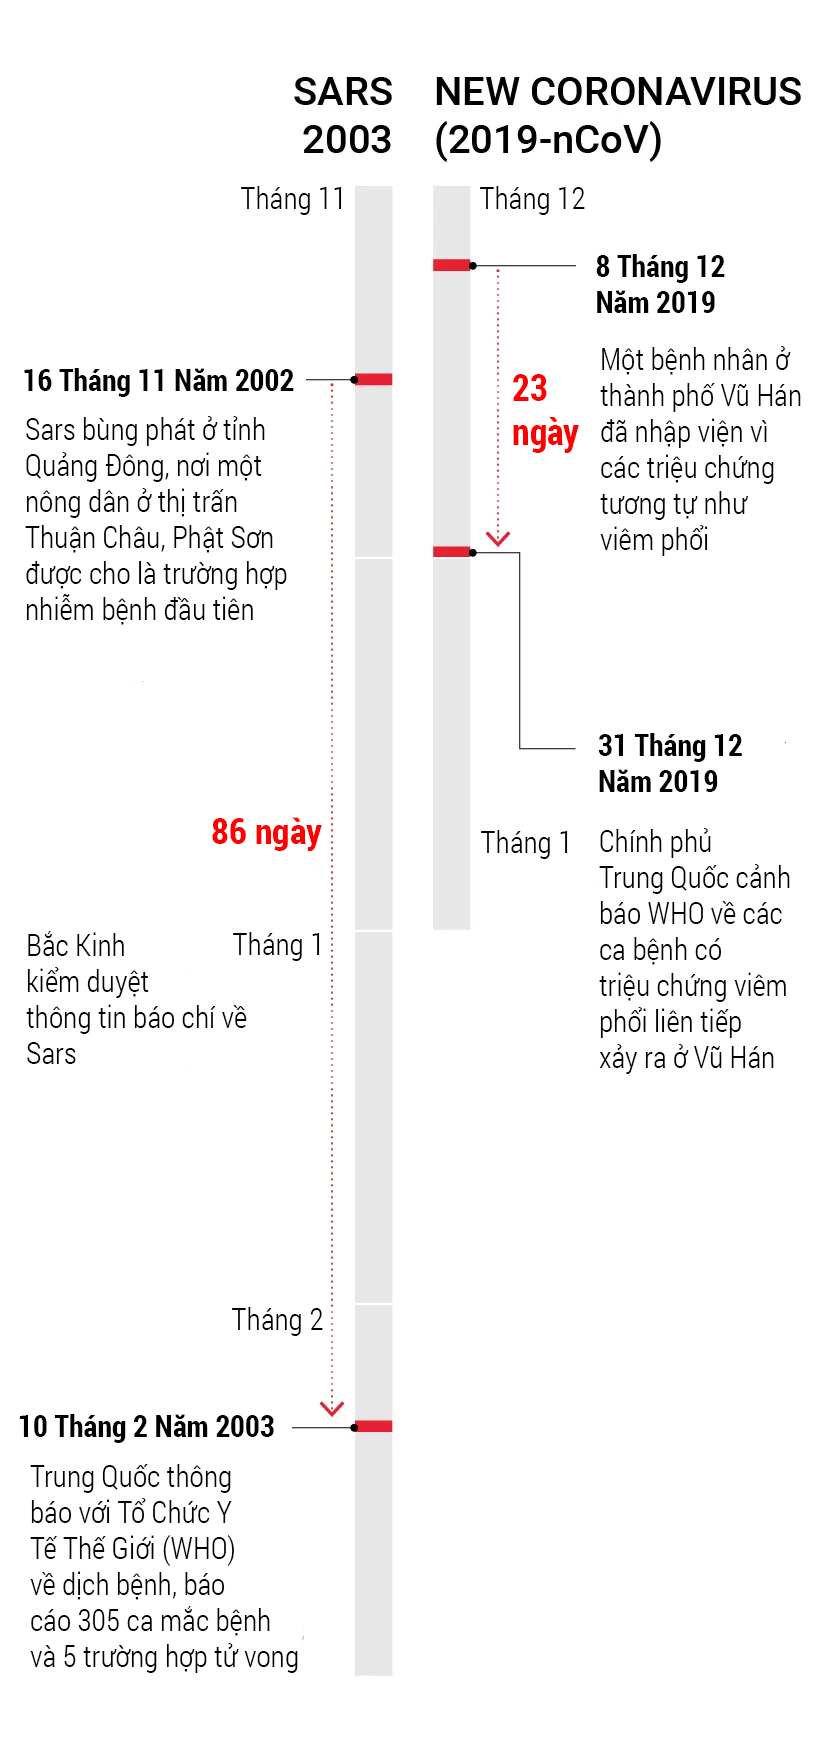 SARS
2003
Tháng 11
16 Tháng 11 Năm 2002
Sars bùng phát ở tỉnh
Quảng Đông, nơi một
nông dân ở thị trấn
Thuận Châu, Phật Sơn
được cho là trường hợp
nhiễm bệnh đầu tiên
86 ngày
Bắc Kinh
kiểm duyệt
thông tin báo chí về
Sars
Tháng 1
Tháng 2
10 Tháng 2 Năm 2003
Trung Quốc thông
báo với Tổ Chức Y
Tế Thế Giới (WHO)
về dịch bệnh, báo
cáo 305 ca mắc bệnh
và 5 trường hợp tử vong
NEW CORONAVIRUS
(2019-nCoV)
Tháng 12
8 Tháng 12
Năm 2019
23
ngày
Một bệnh nhân ở
thành phố Vũ Hán
đã nhập viện vì
các triệu chứng
tương tự như
viêm phổi
31 Tháng 12
Năm 2019
Tháng 1
Chính phủ
Trung Quốc cảnh
báo WHO về các
ca bệnh có
triệu chứng viêm
phổi liên tiếp
xảy ra ở Vũ Hán